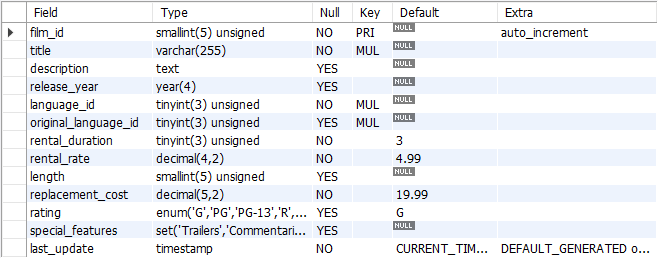 Field Type Null Key Default Extra
film_id smallint(5) unsigned NO PRI NULL auto_increment
title varchar(255) NO MUL NULL
description text YES NULL
release_year year(4) YES NULL
language_id tinyint(3) unsigned NO MUL NULL
original_language_id tinyint(3) unsigned YES MUL NULL
rental_duration tinyint(3) unsigned NO 3
rental_rate decimal(4,2) NO 4.99
length smallint(5) unsigned YES NULL
replacement_cost decimal(5,2) NO 19.99
rating enum('G','PG','PG-13','R',... YES G
special_features set('Trailers','Commentari... YES NULL
last_update timestamp NO CURRENT_TIM... DEFAULT_GENERATED o...